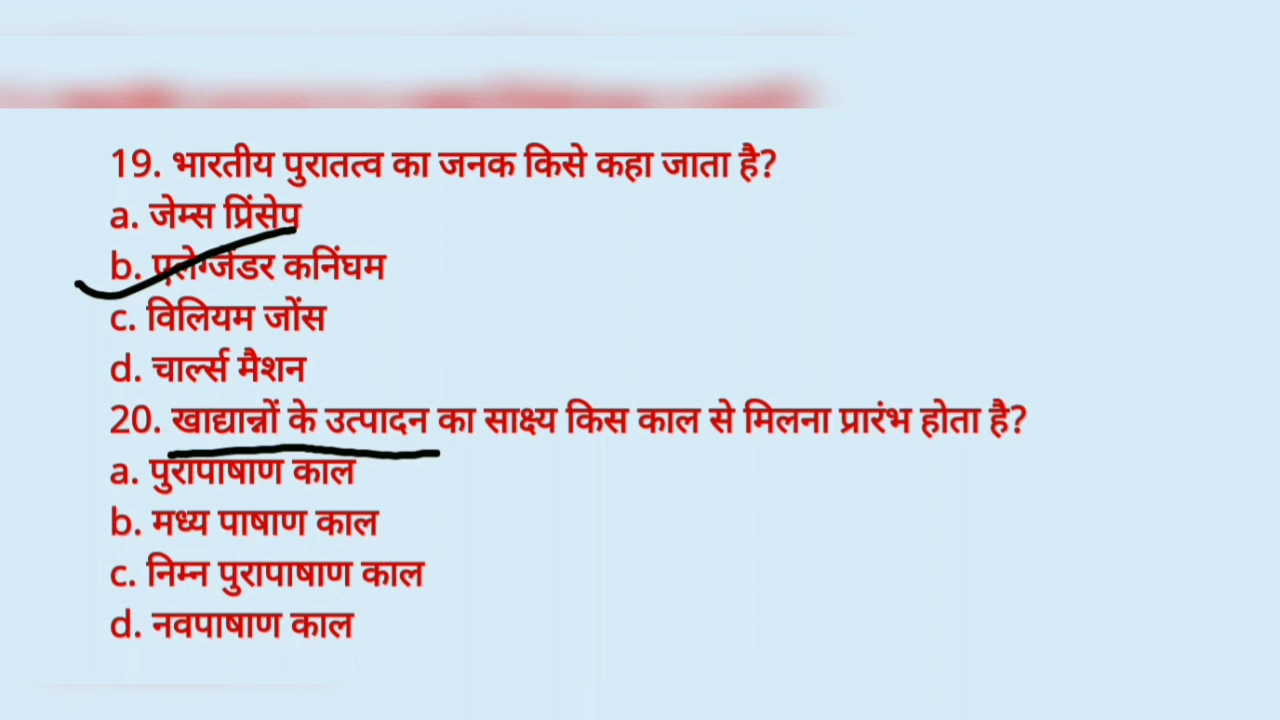 19. भारतीय पुरातत्व का जनक किसे कहा जाता है?
a. जेम्स प्रिंसेप
b. एलेग्जेंडर कनिंघम
c. विलियम जोंस
d. चार्ल्स मैशन
20. खाद्यान्नों के उत्पादन का साक्ष्य किस काल से मिलना प्रारंभ होता है?
a. पुरापाषाण काल
b. मध्य पाषाण काल
c. निम्न पुरापाषाण काल
d. नवपाषाण काल